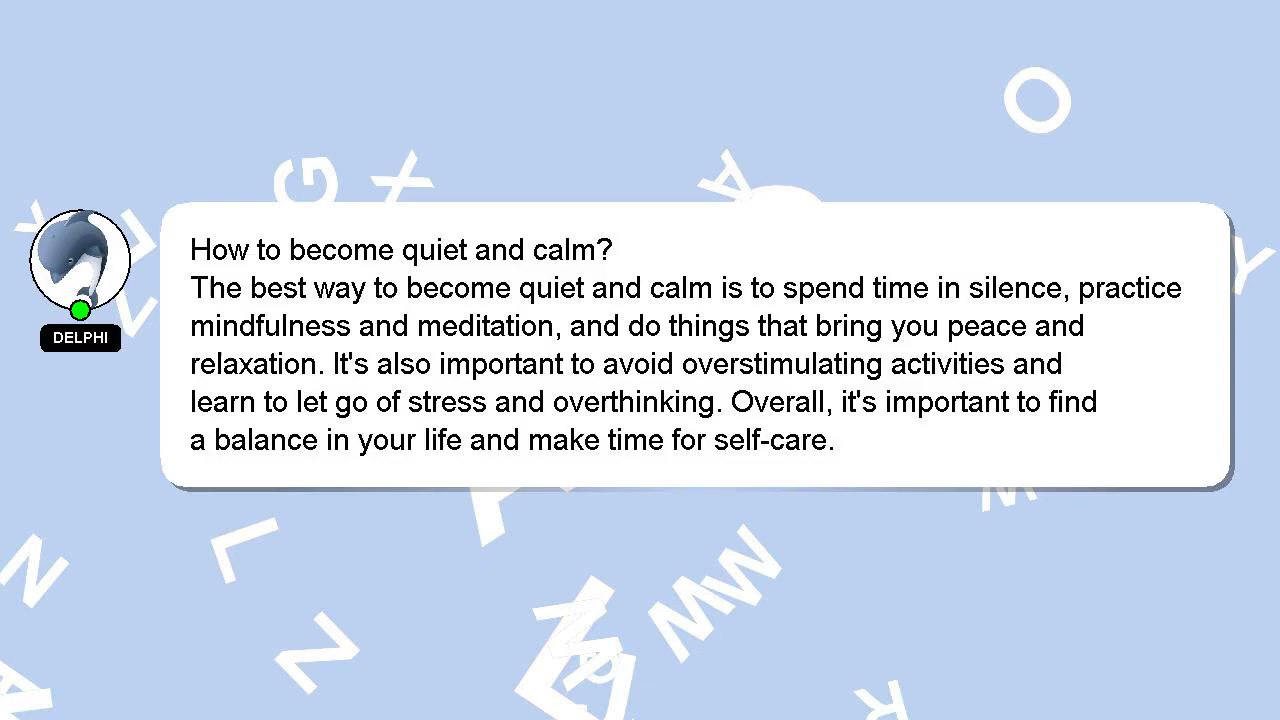 How to become quiet and calm?
The best way to become quiet and calm is to spend time in silence, practice
mindfulness and meditation, and do things that bring you peace and
relaxation. It's also important to avoid overstimulating activities and
learn to let go of stress and overthinking. Overall, it's important to find
a balance in your life and make time for self-care.
DELPHI